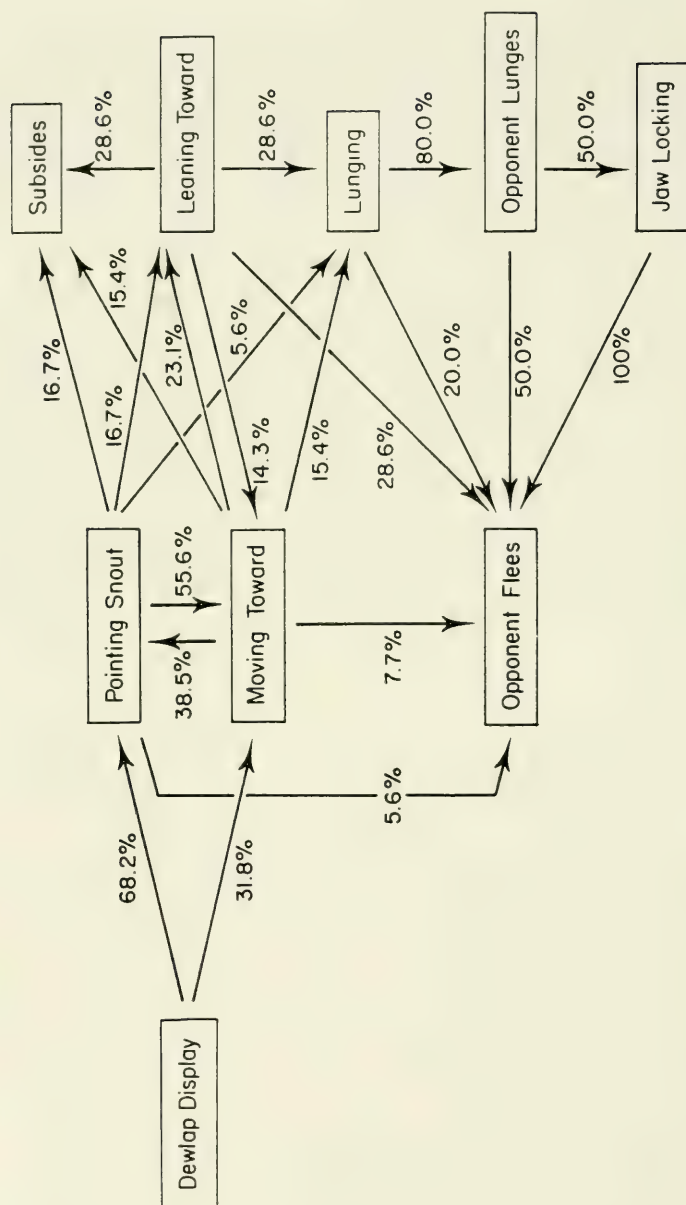 Dewlap Display
68.2%
31.8%
Pointing Snout
38.5%
55.6%
Moving Toward
5.6%
7.7%
Opponent Flees
16.7%
16.7%
15.4%
23.1%
5.6%
14.3%
15.4%
28.6%
20.0%
50.0%
100%
Subsides
28.6%
Leaning Toward
28.6%
Lunging
80.0%
Opponent Lunges
50.0%
Jaw Locking